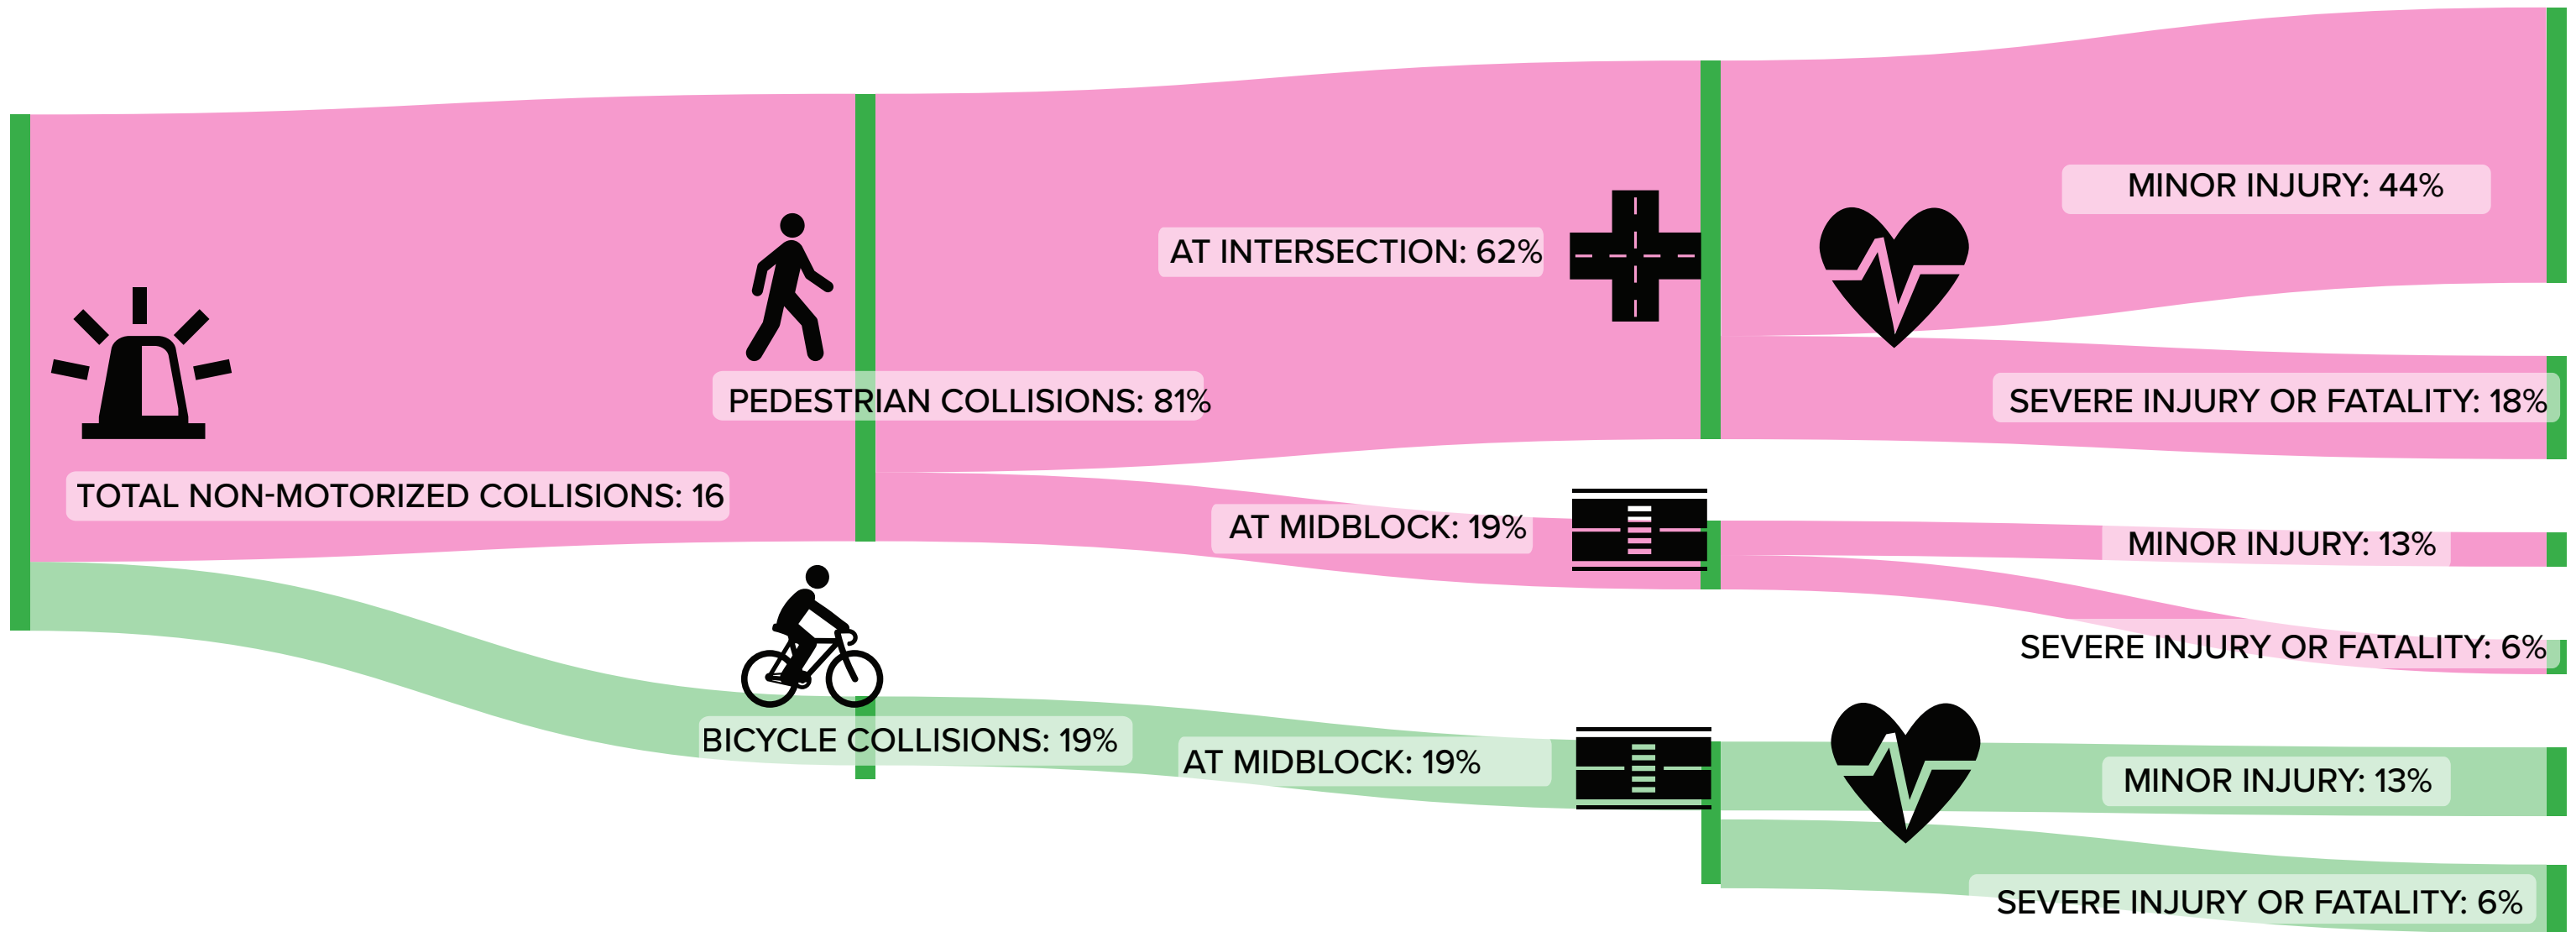 TOTAL NON-MOTORIZED COLLISIONS: 16
PEDESTRIAN COLLISIONS: 81%
BICYCLE COLLISIONS: 19%
AT INTERSECTION: 62%
AT MIDBLOCK: 19%
AT MIDBLOCK: 19%
MINOR INJURY: 44%
SEVERE INJURY OR FATALITY: 18%
MINOR INJURY: 13%
SEVERE INJURY OR FATALITY: 6%
MINOR INJURY: 13%
SEVERE INJURY OR FATALITY: 6%